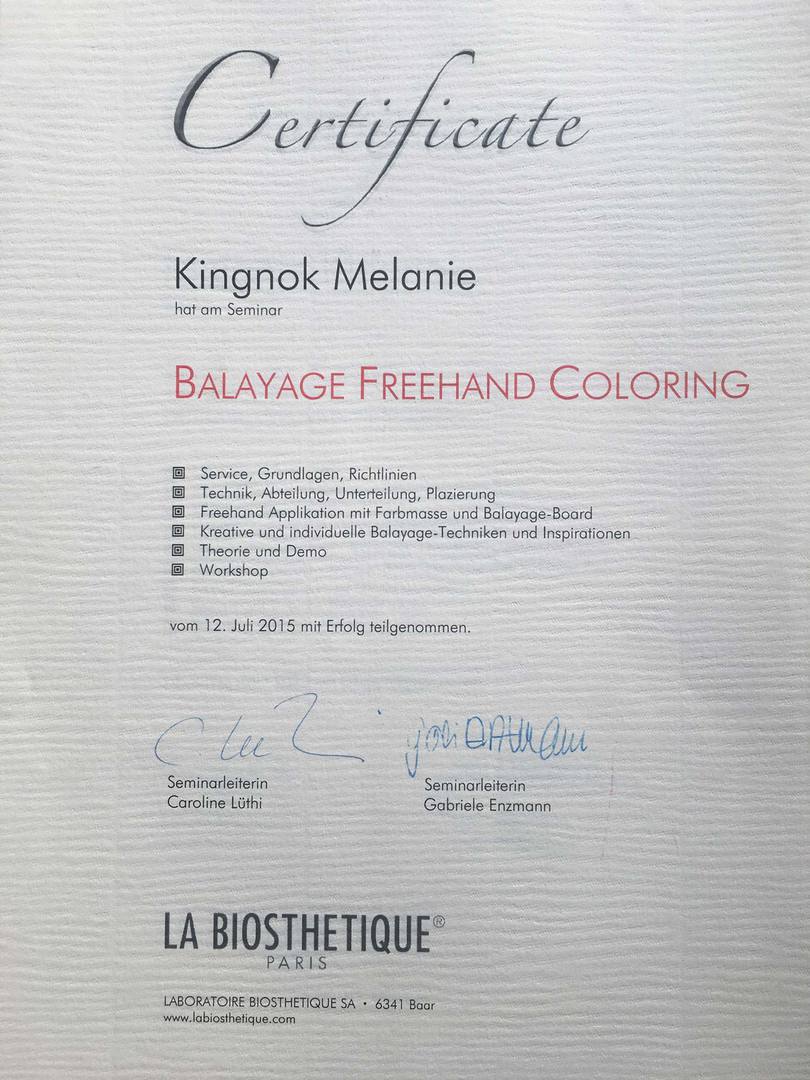 Certificate
Kingnok Melanie
hat am Seminar
BALAYAGE FREEHAND COLORING
Service, Grundlagen, Richtlinien
Technik, Abteilung, Unterteilung, Plazierung
Freehand Applikation mit Farbmasse und Balayage-Board
Kreative und individuelle Balayage-Techniken und Inspirationen
Theorie und Demo
Workshop
vom 12. Juli 2015 mit Erfolg teilgenommen.
Seminarleiterin
Caroline Lüthi
Seminarleiterin
Gabriele Enzmann
LA BIOSTHETIQUE®
PARIS
LABORATOIRE BIOSTHETIQUE SA • 6341 Baar
www.labiosthetique.com